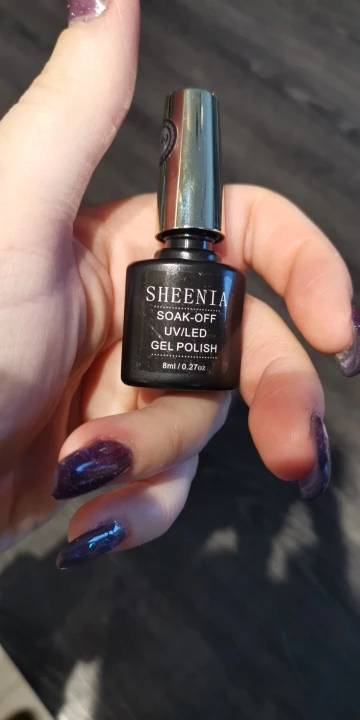 SHEENIA
SOAK-OFF
UV/LED
GEL POLISH
8ml / 0.27oz